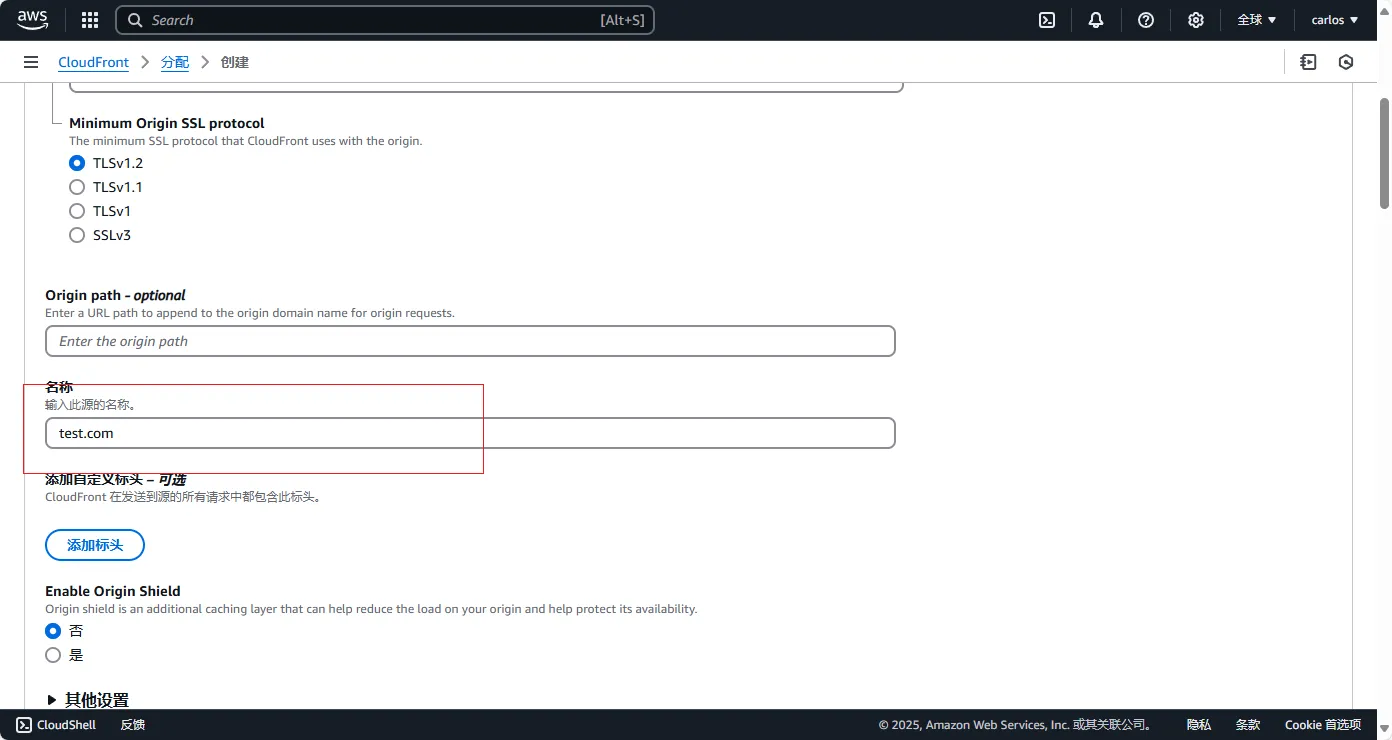 aws
Search [Alt+S]
全球 ▼
carlos ▼
CloudFront > 分配 > 创建
Minimum Origin SSL protocol
The minimum SSL protocol that CloudFront uses with the origin.
TLSv1.2
TLSv1.1
TLSv1
SSLv3
Origin path - optional
Enter a URL path to append to the origin domain name for origin requests.
Enter the origin path
名称
输入此源的名称。
test.com
添加自定义标头 – 可选
CloudFront 在发送到源的所有请求中都包含此标头。
添加标头
Enable Origin Shield
Origin shield is an additional caching layer that can help reduce the load on your origin and help protect its availability.
否
是
▶ 其他设置
CloudShell 反馈 © 2025, Amazon Web Services, Inc. 或其关联公司。 隐私 条款 Cookie 首选项